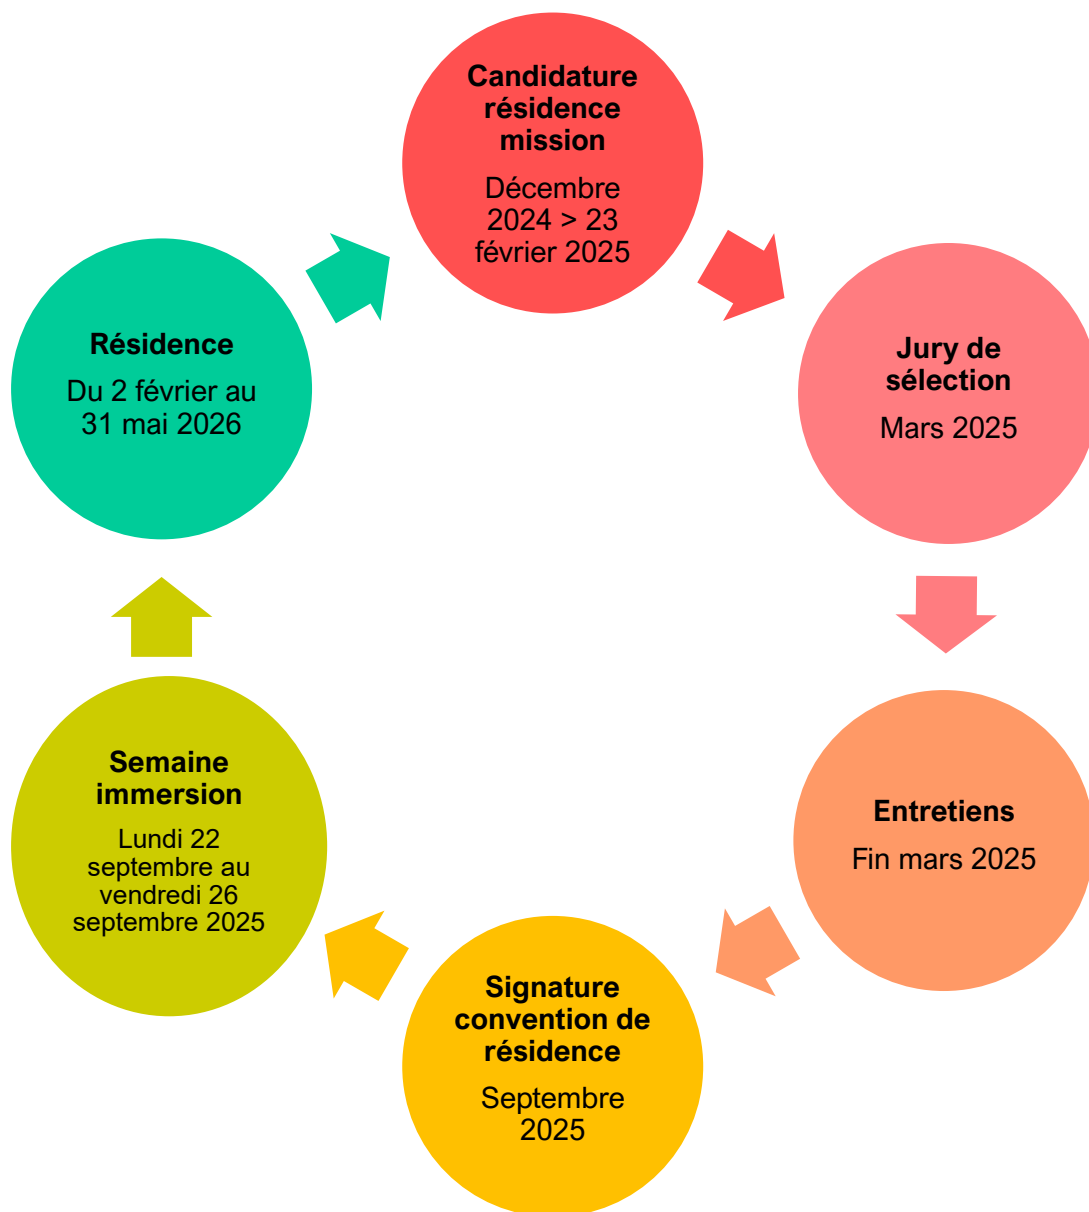 Candidature
résidence
mission
Décembre
2024 > 23
février 2025
Jury de
sélection
Mars 2025
Entretiens
Fin mars 2025
Signature
convention de
résidence
Septembre
2025
Semaine
immersion
Lundi 22
septembre au
vendredi 26
septembre 2025
Résidence
Du 2 février au
31 mai 2026